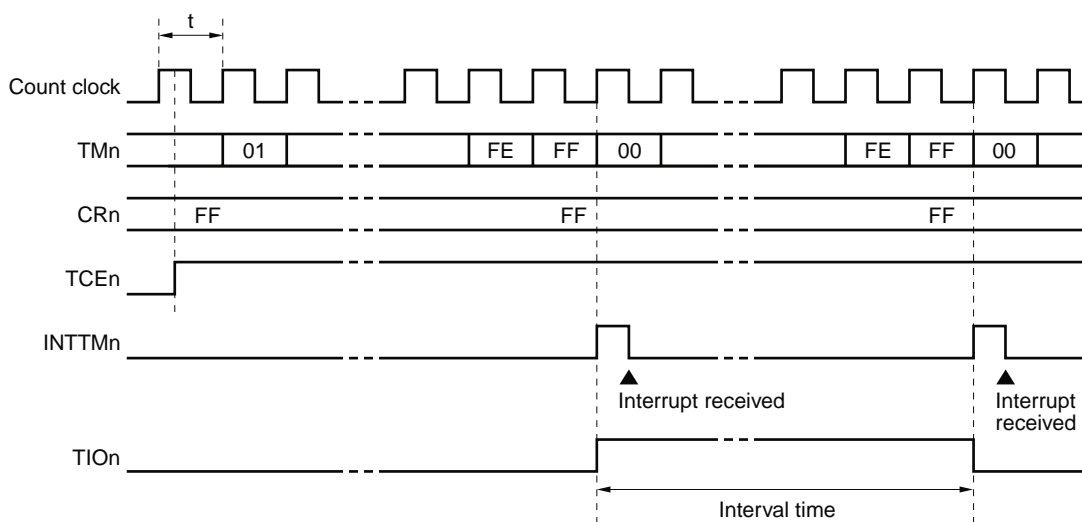 t
Count clock
TMn 01 FE FF 00 FE FF 00
CRn FF FF FF
TCEn
INTTMn
Interrupt received Interrupt
received
TIOn
Interval time